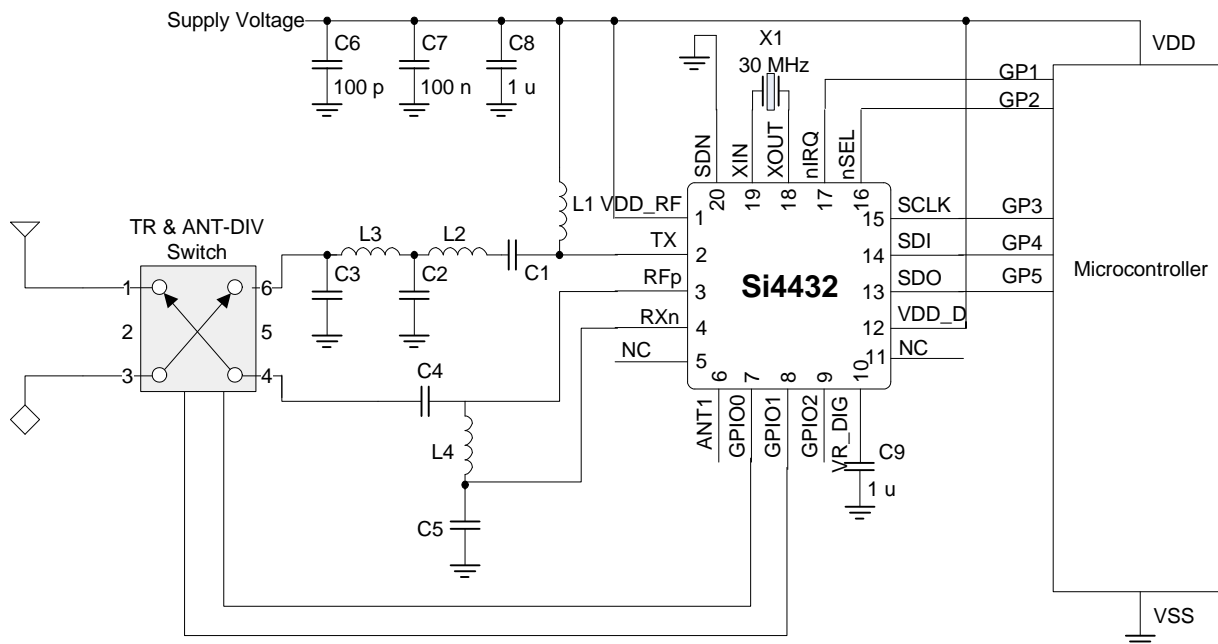 Supply Voltage
C6
C7
C8
100 p
100 n
1 u
X1
30 MHz
VDD
GP1
GP2
SDN
XIN
XOUT
nIRQ
nSEL
20
19
18
17
16
L1
VDD_RF
1
15
SCLK
GP3
TR & ANT-DIV
Switch
L3
L2
C1
TX
2
14
SDI
GP4
C3
C2
RFp
3
Si4432
13
SDO
GP5
Microcontroller
1
6
2
5
3
4
RXn
4
12
VDD_D
NC
5
11
NC
6
7
8
9
10
ANT1
GPIO0
GPIO1
GPIO2
VR_DIG
C4
L4
C5
C9
1 u
VSS